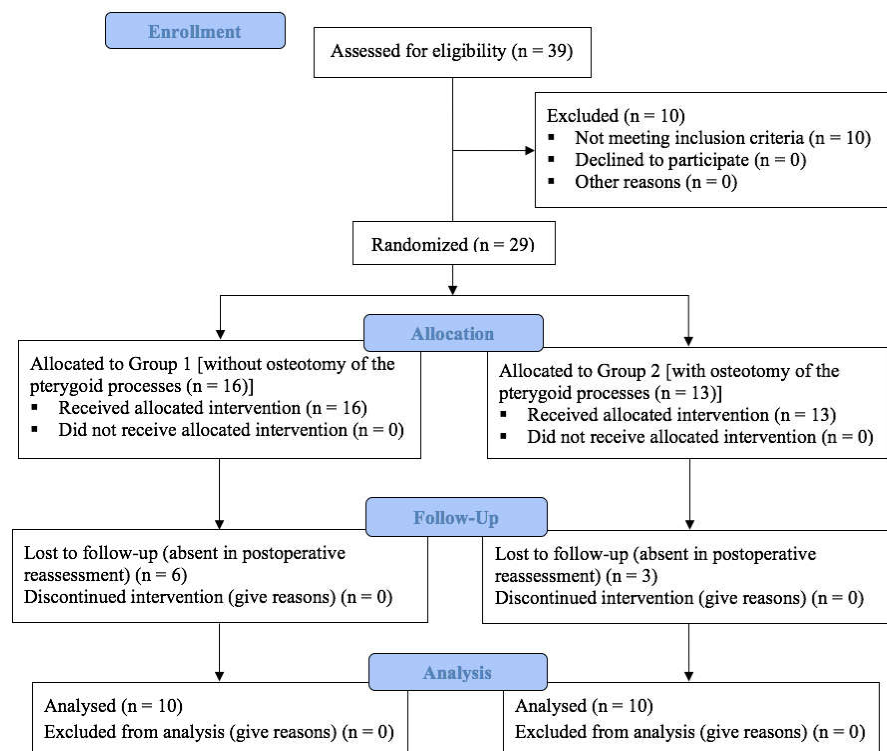 Enrollment
Assessed for eligibility (n = 39)
Excluded (n = 10)
▪ Not meeting inclusion criteria (n = 10)
▪ Declined to participate (n = 0)
▪ Other reasons (n = 0)
Randomized (n = 29)
Allocation
Allocated to Group 1 [without osteotomy of the
pterygoid processes (n = 16)]
▪ Received allocated intervention (n = 16)
▪ Did not receive allocated intervention (n = 0)
Allocated to Group 2 [with osteotomy of the
pterygoid processes (n = 13)]
▪ Received allocated intervention (n = 13)
▪ Did not receive allocated intervention (n = 0)
Follow-Up
Lost to follow-up (absent in postoperative
reassessment) (n = 6)
Discontinued intervention (give reasons) (n = 0)
Lost to follow-up (absent in postoperative
reassessment) (n = 3)
Discontinued intervention (give reasons) (n = 0)
Analysis
Analysed (n = 10)
Excluded from analysis (give reasons) (n = 0)
Analysed (n = 10)
Excluded from analysis (give reasons) (n = 0)